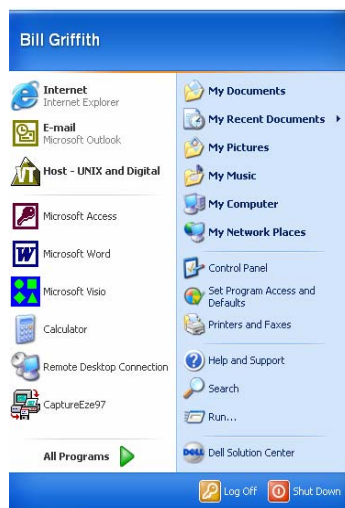 Bill Griffith
Internet
Internet Explorer
E-mail
Microsoft Outlook
Host - UNIX and Digital
Microsoft Access
Microsoft Word
Microsoft Visio
Calculator
Remote Desktop Connection
CaptureEze97
All Programs
My Documents
My Recent Documents
My Pictures
My Music
My Computer
My Network Places
Control Panel
Set Program Access and
Defaults
Printers and Faxes
Help and Support
Search
Run...
Dell Solution Center
Log Off
Shut Down